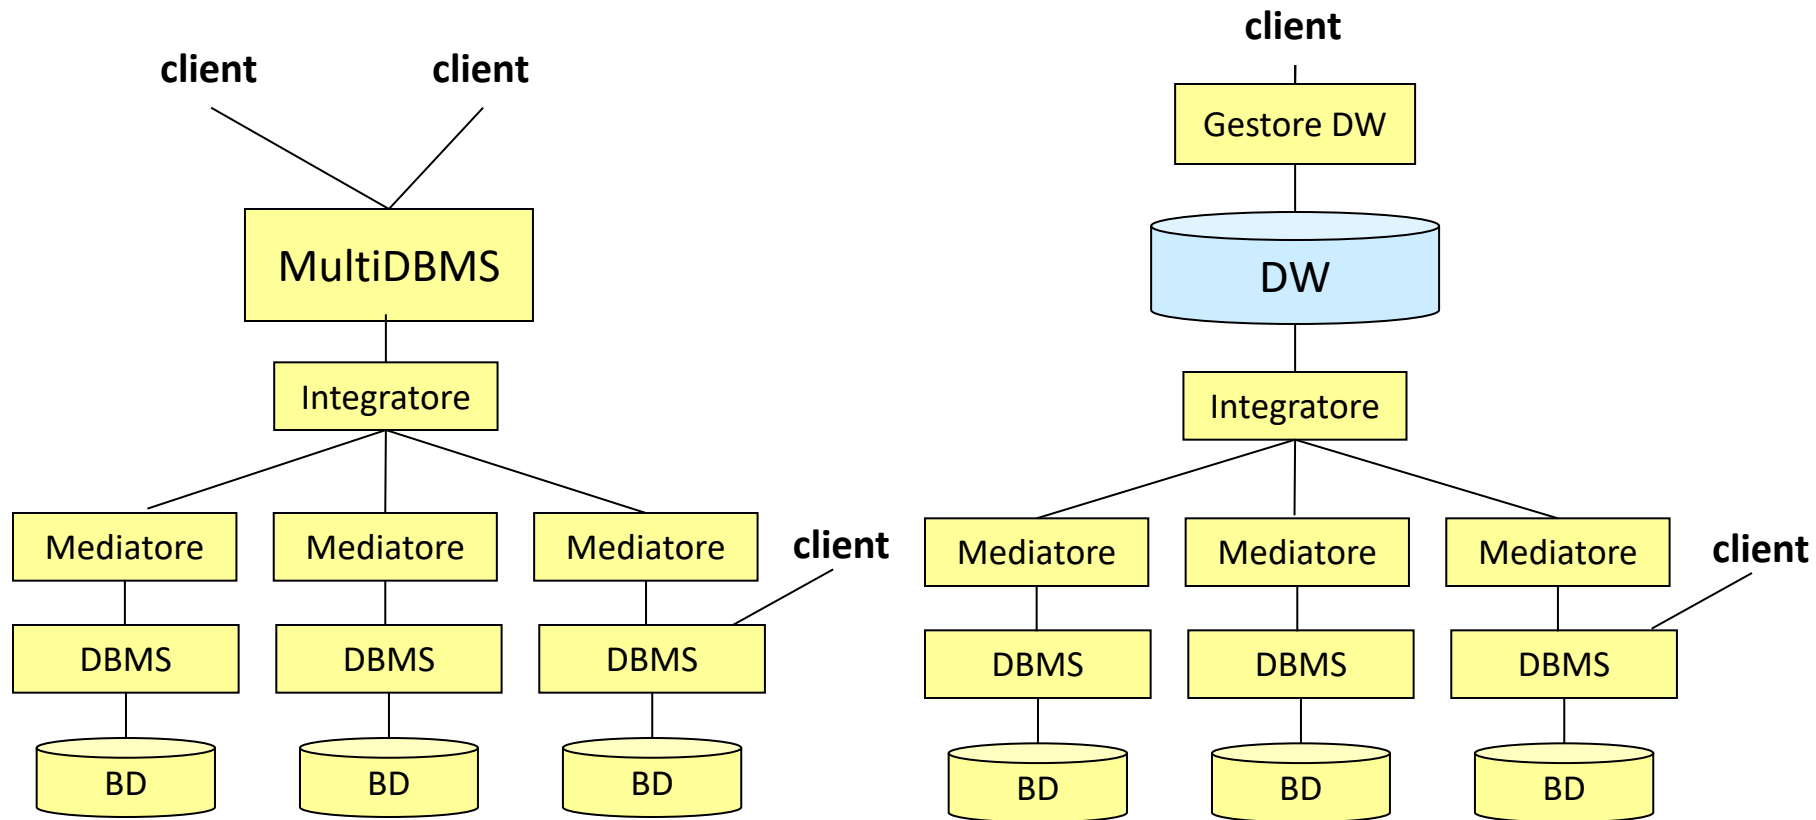 client client
MultiDBMS
Integratore
Mediatore Mediatore Mediatore
client
DBMS DBMS DBMS
BD BD BD
client
Gestore DW
DW
Integratore
Mediatore Mediatore Mediatore
client
DBMS DBMS DBMS
BD BD BD